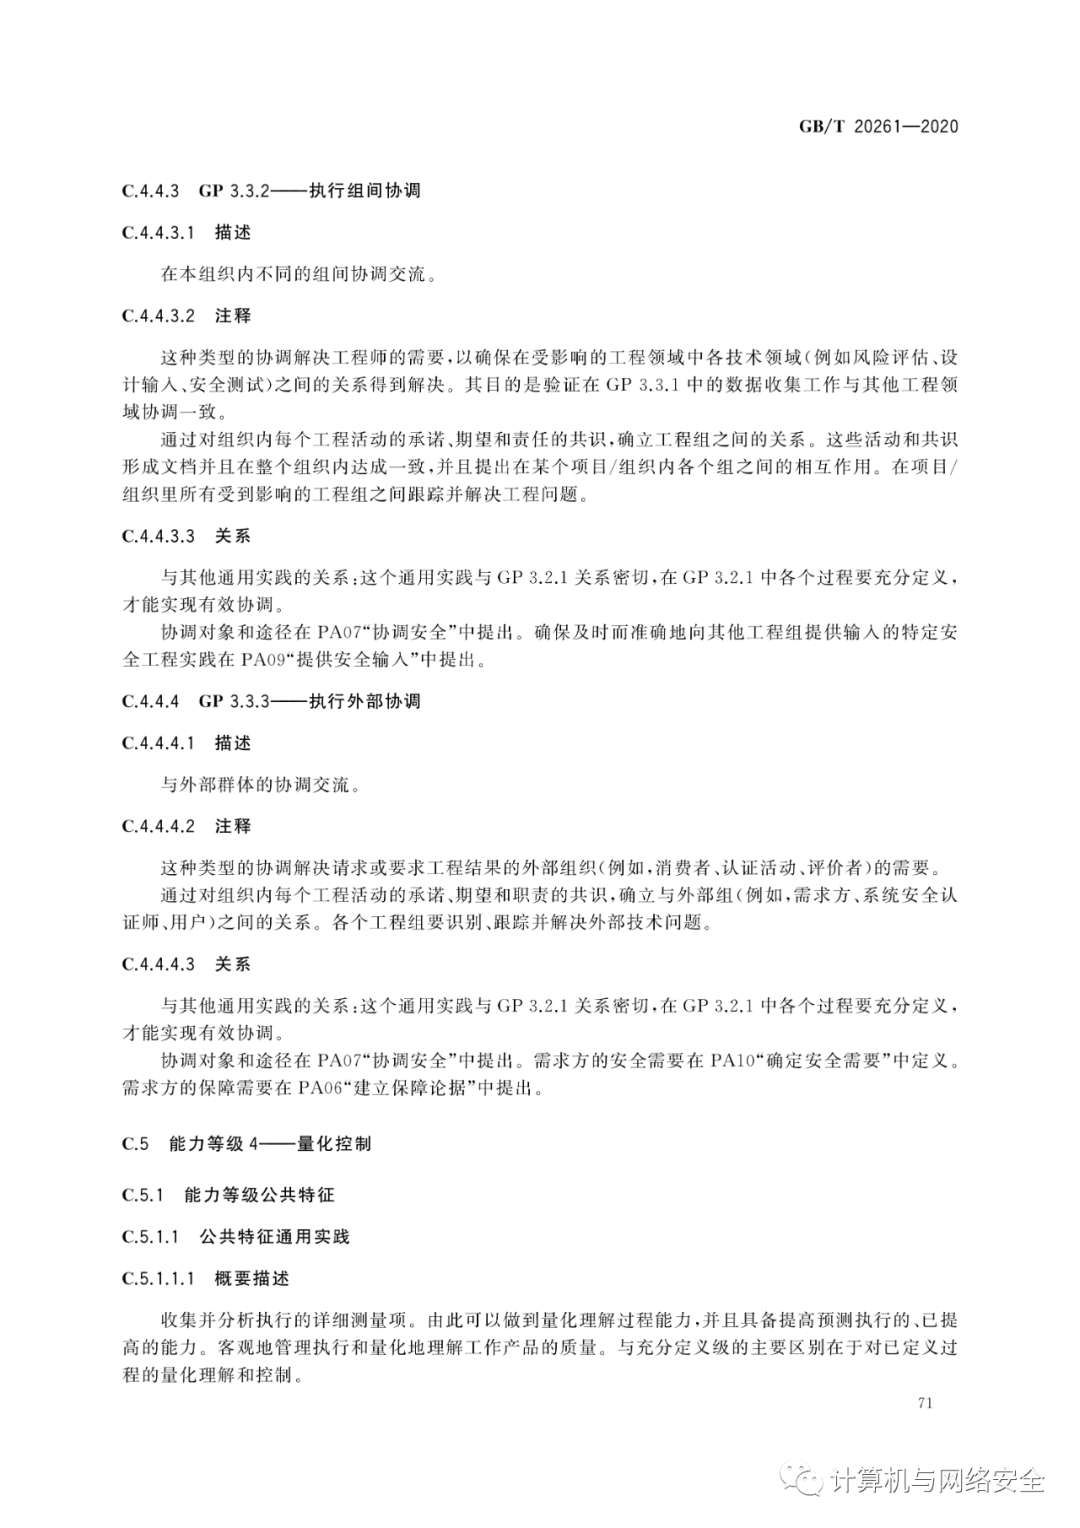 GB/T 20261—2020
C.4.4.3 GP 3.3.2——执行组间协调
C.4.4.3.1 描述
在本组织内不同的组间协调交流。
C.4.4.3.2 注释
这种类型的协调解决工程师的需要,以确保在受影响的工程领域中各技术领域(例如风险评估、设
计输入、安全测试)之间的关系得到解决。其目的是验证在 GP 3.3.1 中的数据收集工作与其他工程领
域协调一致。
通过对组织内每个工程活动的承诺、期望和责任的共识,确立工程组之间的关系。这些活动和共识
形成文档并且在整个组织内达成一致,并且提出在某个项目/组织内各个组之间的相互作用。在项目/
组织里所有受到影响的工程组之间跟踪并解决工程问题。
C.4.4.3.3 关系
与其他通用实践的关系:这个通用实践与 GP 3.2.1 关系密切,在 GP 3.2.1 中各个过程要充分定义,
才能实现有效协调。
协调对象和途径在 PA07“协调安全”中提出。确保及时而准确地向其他工程组提供输入的特定安
全工程实践在 PA09“提供安全输入”中提出。
C.4.4.4 GP 3.3.3——执行外部协调
C.4.4.4.1 描述
与外部群体的协调交流。
C.4.4.4.2 注释
这种类型的协调解决请求或要求工程结果的外部组织(例如,消费者、认证活动、评价者)的需要。
通过对组织内每个工程活动的承诺、期望和职责的共识,确立与外部组(例如,需求方、系统安全认
证师、用户)之间的关系。各个工程组要识别、跟踪并解决外部技术问题。
C.4.4.4.3 关系
与其他通用实践的关系:这个通用实践与 GP 3.2.1 关系密切,在 GP 3.2.1 中各个过程要充分定义,
才能实现有效协调。
协调对象和途径在 PA07“协调安全”中提出。需求方的安全需要在 PA10“确定安全需要”中定义。
需求方的保障需要在 PA06“建立保障论据”中提出。
C.5 能力等级 4——量化控制
C.5.1 能力等级公共特征
C.5.1.1 公共特征通用实践
C.5.1.1.1 概要描述
收集并分析执行的详细测量项。由此可以做到量化理解过程能力,并且具备提高预测执行的、已提
高的能力。客观地管理执行和量化地理解工作产品的质量。与充分定义级的主要区别在于对已定义过
程的量化理解和控制。
71
计算机与网络安全